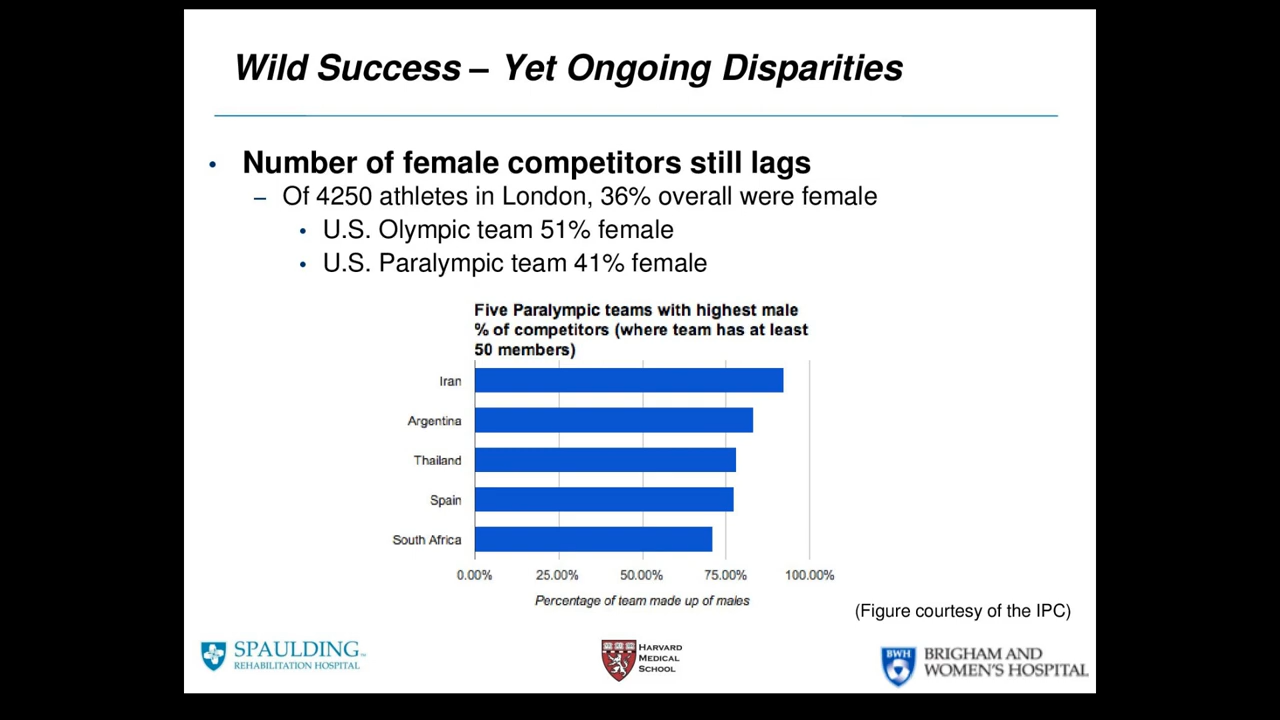 Wild Success – Yet Ongoing Disparities
• Number of female competitors still lags
– Of 4250 athletes in London, 36% overall were female
• U.S. Olympic team 51% female
• U.S. Paralympic team 41% female
Five Paralympic teams with highest male
% of competitors (where team has at least
50 members)
Iran
Argentina
Thailand
Spain
South Africa
0.00% 25.00% 50.00% 75.00% 100.00%
Percentage of team made up of males
(Figure courtesy of the IPC)
SPAULDING
REHABILITATION HOSPITAL
HARVARD
MEDICAL
SCHOOL
BWH
BRIGHAM AND
WOMEN'S HOSPITAL